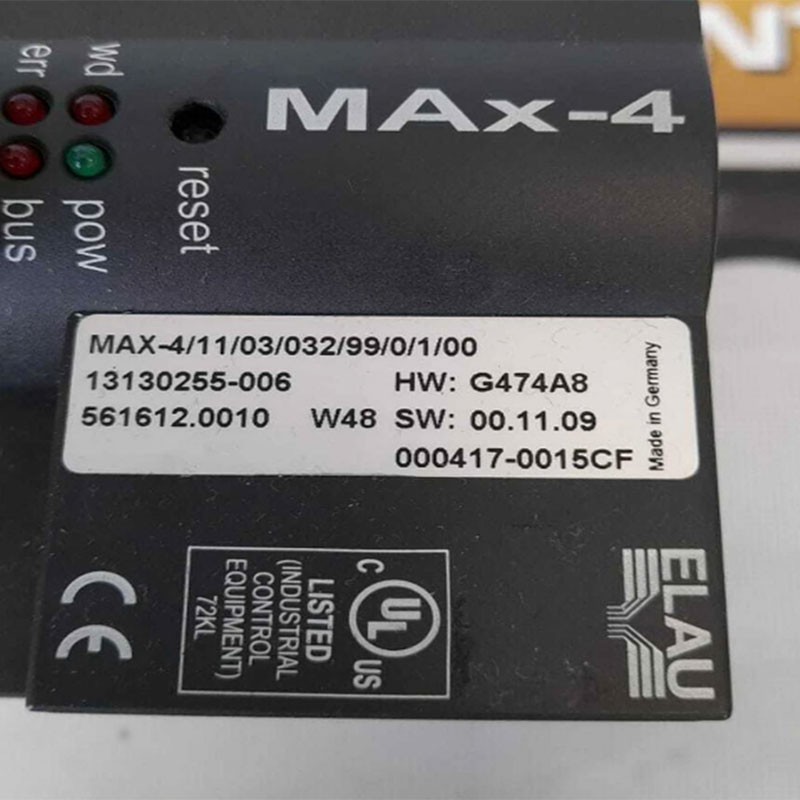 wd
err
MAx-4
reset
pow
bus
MAX-4/11/03/032/99/0/1/00
13130255-006 HW: G474A8
561612.0010 W48 SW: 00.11.09
000417-0015CF
Made in Germany
CE
C UL US
LISTED
(INDUSTRIAL
CONTROL
EQUIPMENT)
72KL
ELAU